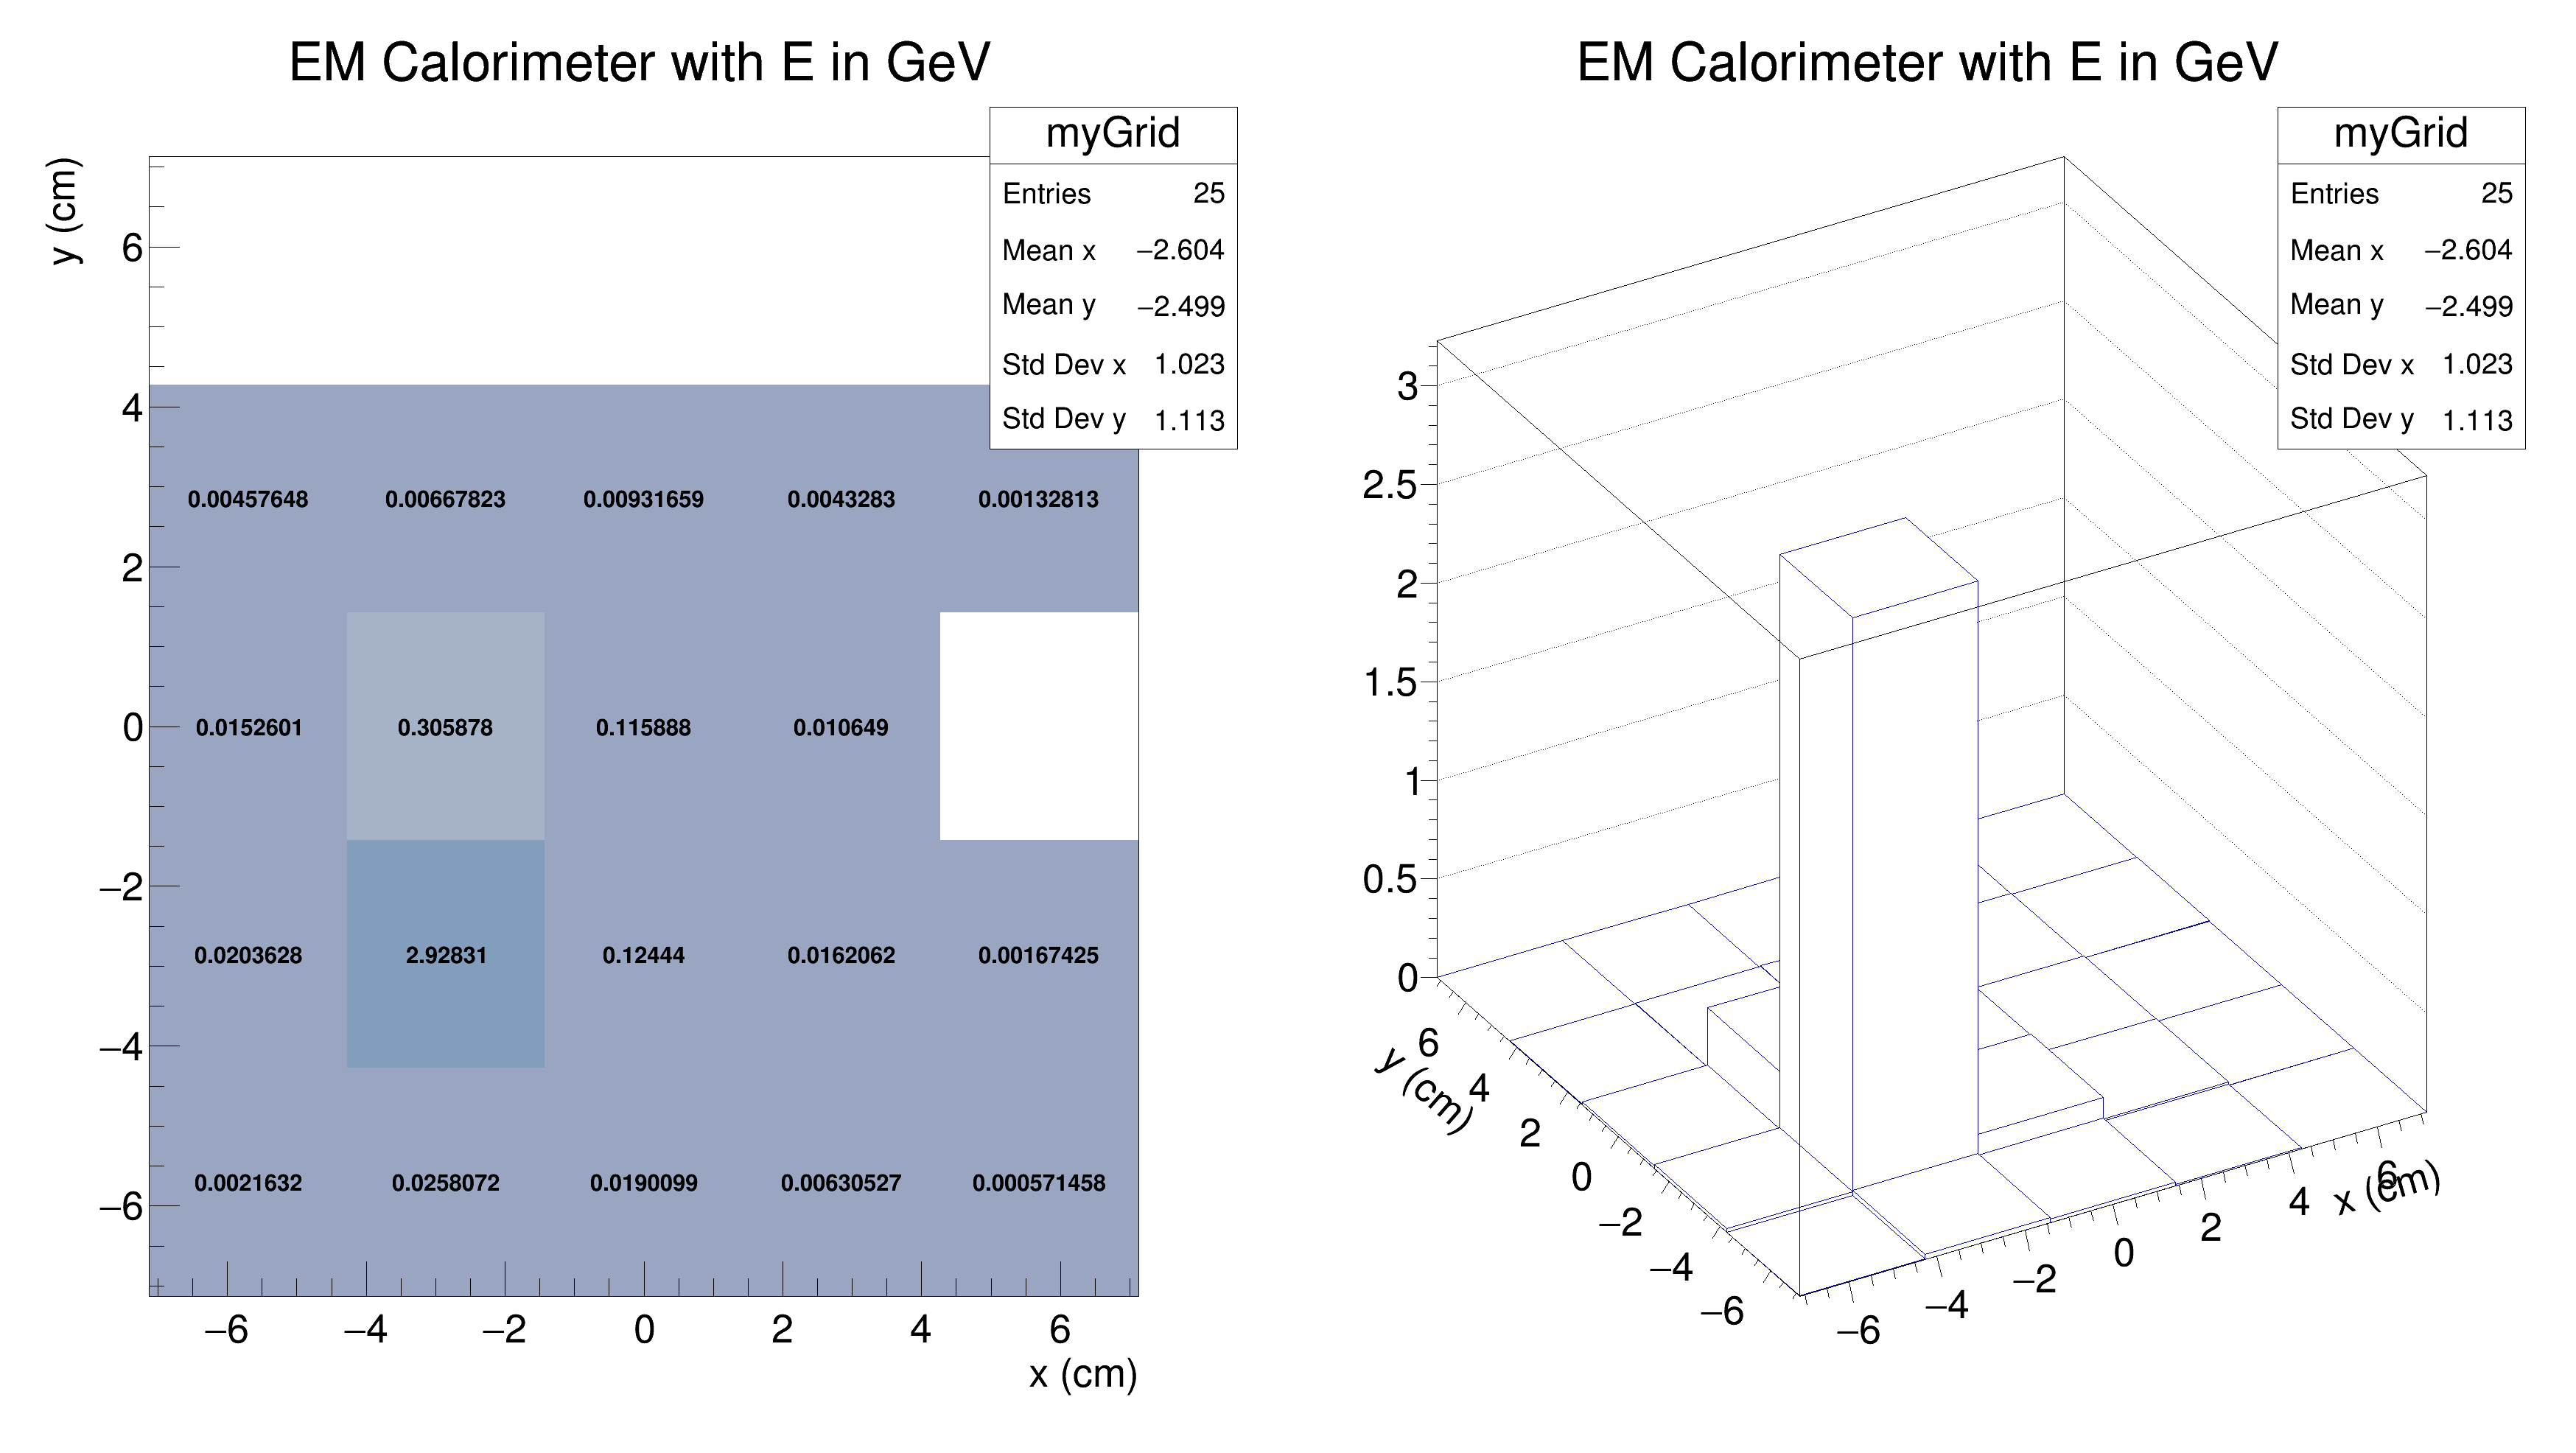 EM Calorimeter with E in GeV
myGrid
Entries 25
Mean x −2.604
Mean y −2.499
Std Dev x 1.023
Std Dev y 1.113
y (cm)
6
4
2
0
−2
−4
−6
0.00457648 0.00667823 0.00931659 0.0043283 0.00132813
0.0152601 0.305878 0.115888 0.010649
0.0203628 2.92831 0.12444 0.0162062 0.00167425
0.0021632 0.0258072 0.0190099 0.00630527 0.000571458
−6 −4 −2 0 2 4 6
x (cm)
EM Calorimeter with E in GeV
myGrid
Entries 25
Mean x −2.604
Mean y −2.499
Std Dev x 1.023
Std Dev y 1.113
3
2.5
2
1.5
1
0.5
0
y (cm)
6
4
2
0
−2
−4
−6
−6 −4 −2 0 2 4 6
x (cm)